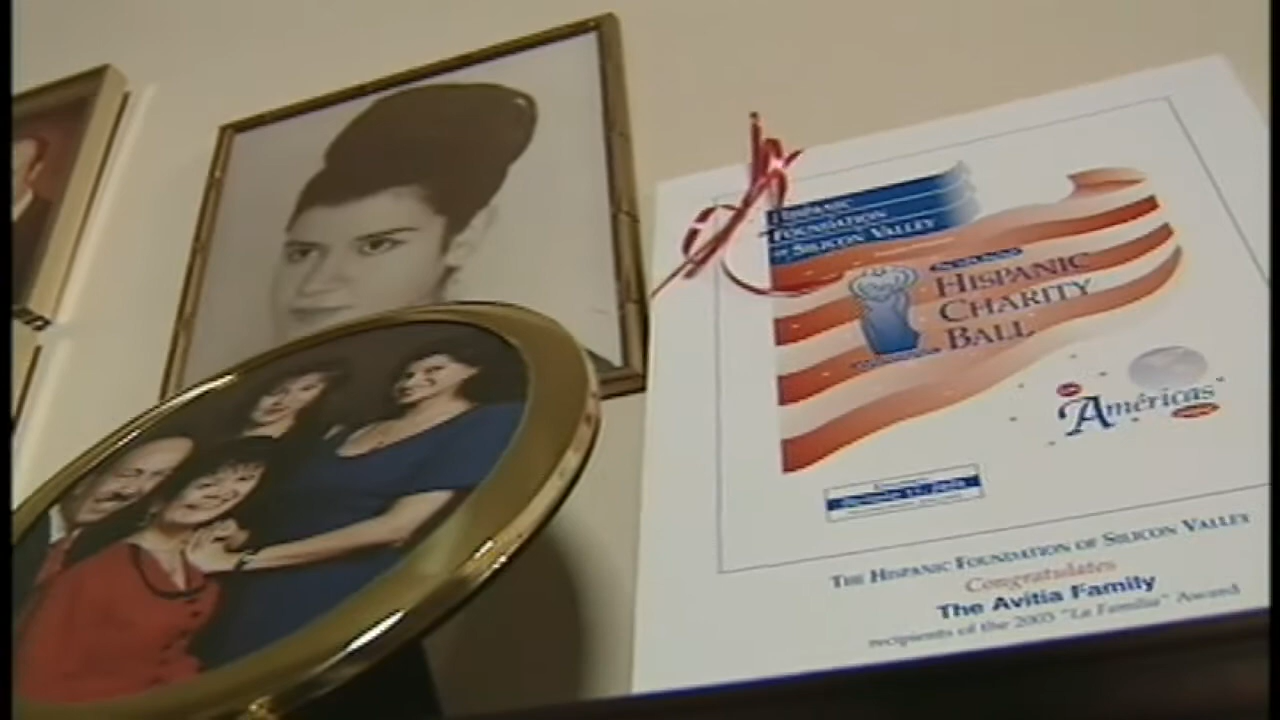 HISPANIC
FOUNDATION
OF SILICON VALLEY
HISPANIC
CHARITY
BALL
Américas
THE HISPANIC FOUNDATION OF SILICON VALLEY
Congratulates
The Avitia Family
recipients of the 2003 "La Familia" Award